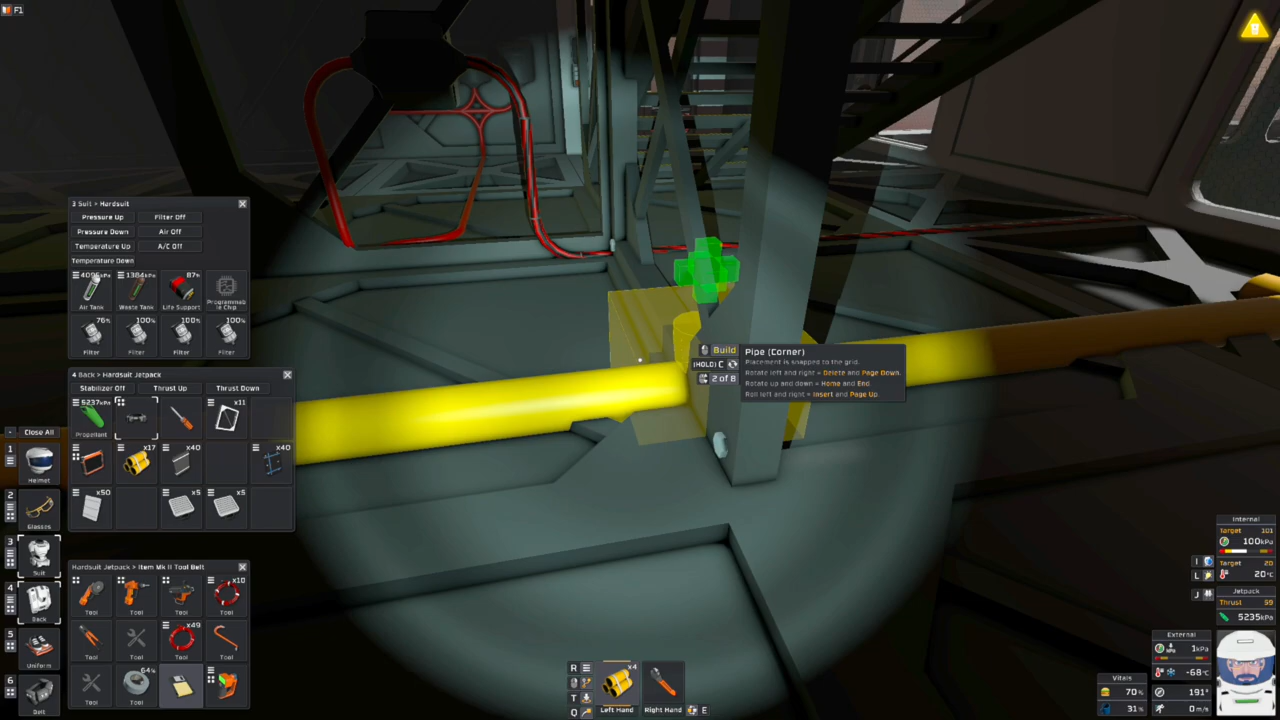 F1
3 Suit > Hardsuit
Pressure Up
Filter Off
Pressure Down
Air Off
Temperature Up
A/C Off
Temperature Down
4096kPa
1384kPa
87%
Air Tank
Waste Tank
Life Support
Programmable Chip
76%
100%
100%
100%
Filter
Filter
Filter
Filter
4 Back > Hardsuit Jetpack
Stabilizer Off
Thrust Up
Thrust Down
5237kPa
x11
Propellant
x17
x40
x40
x50
x5
x5
Close All
1
Helmet
2
Glasses
3
Suit
4
Back
5
Uniform
6
Belt
Hardsuit Jetpack > Item Mk II Tool Belt
x10
Tool
Tool
Tool
Tool
x49
Tool
Tool
Tool
Tool
64%
Tool
Tool
Build
(HOLD) C
2 of 8
Pipe (Corner)
Placement is snapped to the grid.
Rotate left and right = Delete and Page Down.
Rotate up and down = Home and End.
Roll left and right = Insert and Page Up.
R
T
x4
Left Hand
Right Hand
E
Internal
Target 101
100kPa
Target 20
20°C
I
L
J
Jetpack
Thrust 99
5235kPa
External
1kPa
-68°C
191°
0m/s
Vitals
70%
31%